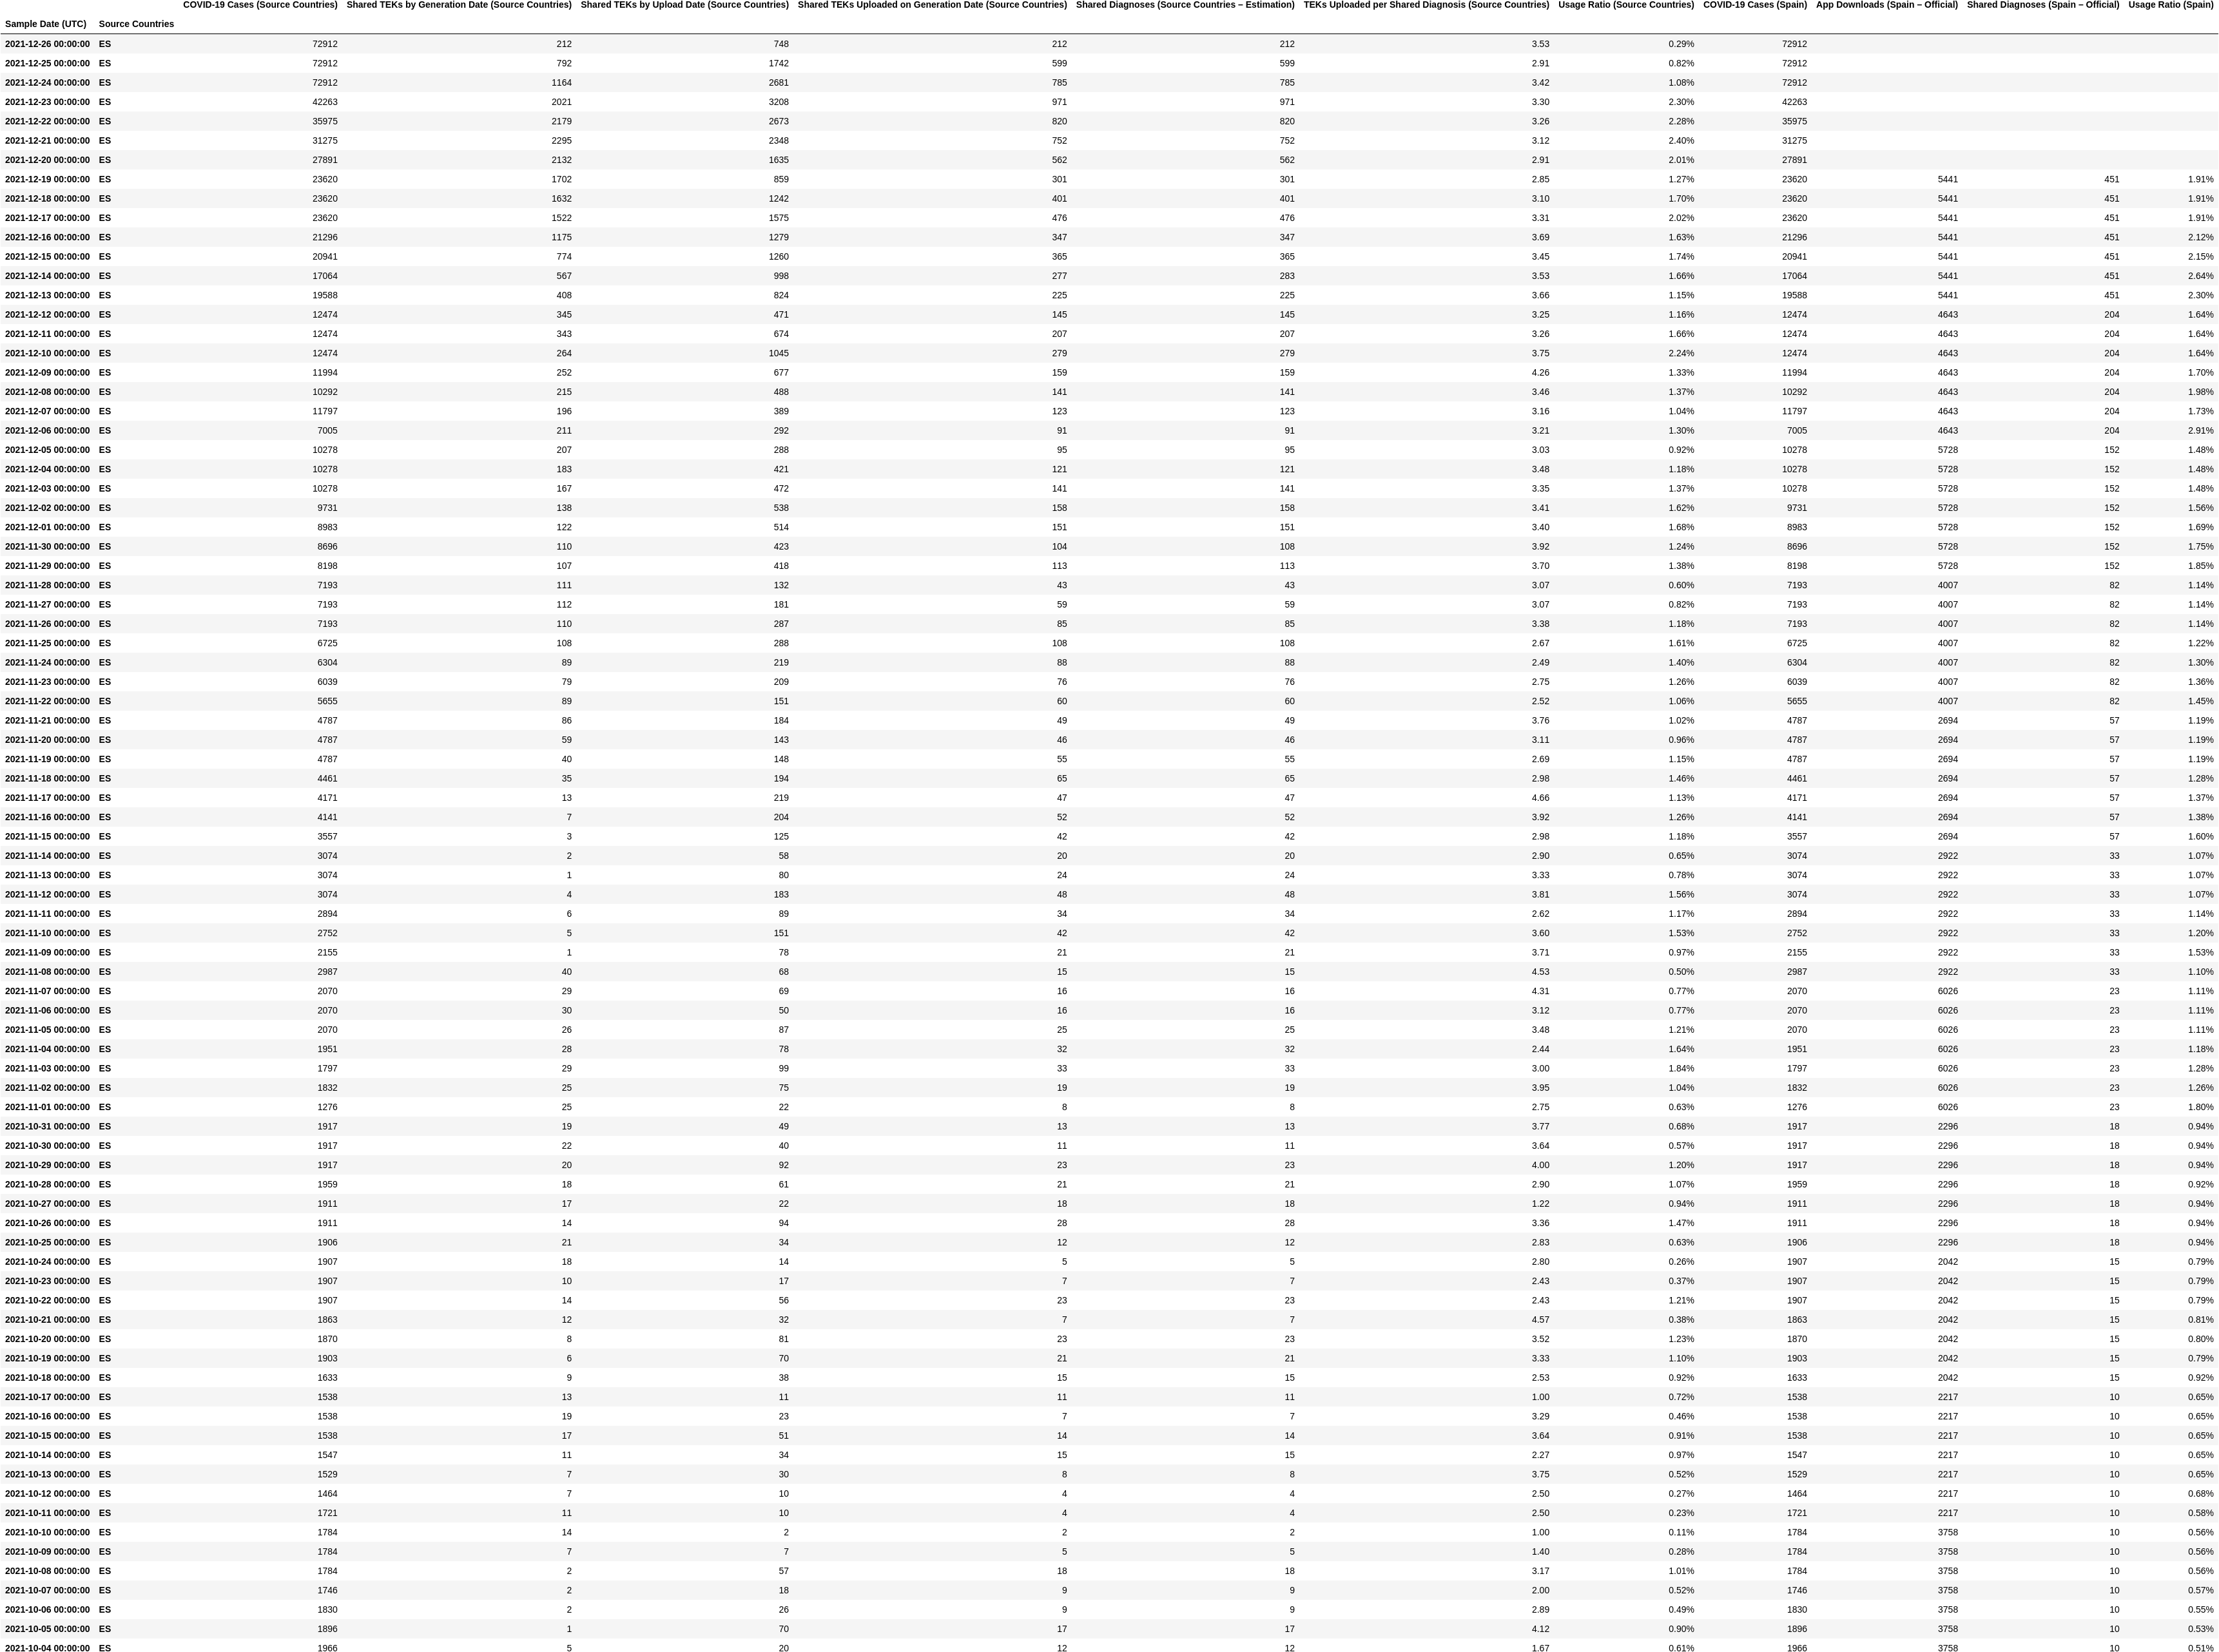 COVID-19 Cases (Source Countries) Shared TEKs by Generation Date (Source Countries) Shared TEKs by Upload Date (Source Countries) Shared TEKs Uploaded on Generation Date (Source Countries) Shared Diagnoses (Source Countries – Estimation) TEKs Uploaded per Shared Diagnosis (Source Countries) Usage Ratio (Source Countries) COVID-19 Cases (Spain) App Downloads (Spain – Official) Shared Diagnoses (Spain – Official) Usage Ratio (Spain)
Sample Date (UTC) Source Countries
2021-12-26 00:00:00 ES 72912 212 748 212 212 3.53 0.29% 72912
2021-12-25 00:00:00 ES 72912 792 1742 599 599 2.91 0.82% 72912
2021-12-24 00:00:00 ES 72912 1164 2681 785 785 3.42 1.08% 72912
2021-12-23 00:00:00 ES 42263 2021 3208 971 971 3.30 2.30% 42263
2021-12-22 00:00:00 ES 35975 2179 2673 820 820 3.26 2.28% 35975
2021-12-21 00:00:00 ES 31275 2295 2348 752 752 3.12 2.40% 31275
2021-12-20 00:00:00 ES 27891 2132 1635 562 562 2.91 2.01% 27891
2021-12-19 00:00:00 ES 23620 1702 859 301 301 2.85 1.27% 23620 5441 451 1.91%
2021-12-18 00:00:00 ES 23620 1632 1242 401 401 3.10 1.70% 23620 5441 451 1.91%
2021-12-17 00:00:00 ES 23620 1522 1575 476 476 3.31 2.02% 23620 5441 451 1.91%
2021-12-16 00:00:00 ES 21296 1175 1279 347 347 3.69 1.63% 21296 5441 451 2.12%
2021-12-15 00:00:00 ES 20941 774 1260 365 365 3.45 1.74% 20941 5441 451 2.15%
2021-12-14 00:00:00 ES 17064 567 998 277 283 3.53 1.66% 17064 5441 451 2.64%
2021-12-13 00:00:00 ES 19588 408 824 225 225 3.66 1.15% 19588 5441 451 2.30%
2021-12-12 00:00:00 ES 12474 345 471 145 145 3.25 1.16% 12474 4643 204 1.64%
2021-12-11 00:00:00 ES 12474 343 674 207 207 3.26 1.66% 12474 4643 204 1.64%
2021-12-10 00:00:00 ES 12474 264 1045 279 279 3.75 2.24% 12474 4643 204 1.64%
2021-12-09 00:00:00 ES 11994 252 677 159 159 4.26 1.33% 11994 4643 204 1.70%
2021-12-08 00:00:00 ES 10292 215 488 141 141 3.46 1.37% 10292 4643 204 1.98%
2021-12-07 00:00:00 ES 11797 196 389 123 123 3.16 1.04% 11797 4643 204 1.73%
2021-12-06 00:00:00 ES 7005 211 292 91 91 3.21 1.30% 7005 4643 204 2.91%
2021-12-05 00:00:00 ES 10278 207 288 95 95 3.03 0.92% 10278 5728 152 1.48%
2021-12-04 00:00:00 ES 10278 183 421 121 121 3.48 1.18% 10278 5728 152 1.48%
2021-12-03 00:00:00 ES 10278 167 472 141 141 3.35 1.37% 10278 5728 152 1.48%
2021-12-02 00:00:00 ES 9731 138 538 158 158 3.41 1.62% 9731 5728 152 1.56%
2021-12-01 00:00:00 ES 8983 122 514 151 151 3.40 1.68% 8983 5728 152 1.69%
2021-11-30 00:00:00 ES 8696 110 423 104 108 3.92 1.24% 8696 5728 152 1.75%
2021-11-29 00:00:00 ES 8198 107 418 113 113 3.70 1.38% 8198 5728 152 1.85%
2021-11-28 00:00:00 ES 7193 111 132 43 43 3.07 0.60% 7193 4007 82 1.14%
2021-11-27 00:00:00 ES 7193 112 181 59 59 3.07 0.82% 7193 4007 82 1.14%
2021-11-26 00:00:00 ES 7193 110 287 85 85 3.38 1.18% 7193 4007 82 1.14%
2021-11-25 00:00:00 ES 6725 108 288 108 108 2.67 1.61% 6725 4007 82 1.22%
2021-11-24 00:00:00 ES 6304 89 219 88 88 2.49 1.40% 6304 4007 82 1.30%
2021-11-23 00:00:00 ES 6039 79 209 76 76 2.75 1.26% 6039 4007 82 1.36%
2021-11-22 00:00:00 ES 5655 89 151 60 60 2.52 1.06% 5655 4007 82 1.45%
2021-11-21 00:00:00 ES 4787 86 184 49 49 3.76 1.02% 4787 2694 57 1.19%
2021-11-20 00:00:00 ES 4787 59 143 46 46 3.11 0.96% 4787 2694 57 1.19%
2021-11-19 00:00:00 ES 4787 40 148 55 55 2.69 1.15% 4787 2694 57 1.19%
2021-11-18 00:00:00 ES 4461 35 194 65 65 2.98 1.46% 4461 2694 57 1.28%
2021-11-17 00:00:00 ES 4171 13 219 47 47 4.66 1.13% 4171 2694 57 1.37%
2021-11-16 00:00:00 ES 4141 7 204 52 52 3.92 1.26% 4141 2694 57 1.38%
2021-11-15 00:00:00 ES 3557 3 125 42 42 2.98 1.18% 3557 2694 57 1.60%
2021-11-14 00:00:00 ES 3074 2 58 20 20 2.90 0.65% 3074 2922 33 1.07%
2021-11-13 00:00:00 ES 3074 1 80 24 24 3.33 0.78% 3074 2922 33 1.07%
2021-11-12 00:00:00 ES 3074 4 183 48 48 3.81 1.56% 3074 2922 33 1.07%
2021-11-11 00:00:00 ES 2894 6 89 34 34 2.62 1.17% 2894 2922 33 1.14%
2021-11-10 00:00:00 ES 2752 5 151 42 42 3.60 1.53% 2752 2922 33 1.20%
2021-11-09 00:00:00 ES 2155 1 78 21 21 3.71 0.97% 2155 2922 33 1.53%
2021-11-08 00:00:00 ES 2987 40 68 15 15 4.53 0.50% 2987 2922 33 1.10%
2021-11-07 00:00:00 ES 2070 29 69 16 16 4.31 0.77% 2070 6026 23 1.11%
2021-11-06 00:00:00 ES 2070 30 50 16 16 3.12 0.77% 2070 6026 23 1.11%
2021-11-05 00:00:00 ES 2070 26 87 25 25 3.48 1.21% 2070 6026 23 1.11%
2021-11-04 00:00:00 ES 1951 28 78 32 32 2.44 1.64% 1951 6026 23 1.18%
2021-11-03 00:00:00 ES 1797 29 99 33 33 3.00 1.84% 1797 6026 23 1.28%
2021-11-02 00:00:00 ES 1832 25 75 19 19 3.95 1.04% 1832 6026 23 1.26%
2021-11-01 00:00:00 ES 1276 25 22 8 8 2.75 0.63% 1276 6026 23 1.80%
2021-10-31 00:00:00 ES 1917 19 49 13 13 3.77 0.68% 1917 2296 18 0.94%
2021-10-30 00:00:00 ES 1917 22 40 11 11 3.64 0.57% 1917 2296 18 0.94%
2021-10-29 00:00:00 ES 1917 20 92 23 23 4.00 1.20% 1917 2296 18 0.94%
2021-10-28 00:00:00 ES 1959 18 61 21 21 2.90 1.07% 1959 2296 18 0.92%
2021-10-27 00:00:00 ES 1911 17 22 18 18 1.22 0.94% 1911 2296 18 0.94%
2021-10-26 00:00:00 ES 1911 14 94 28 28 3.36 1.47% 1911 2296 18 0.94%
2021-10-25 00:00:00 ES 1906 21 34 12 12 2.83 0.63% 1906 2296 18 0.94%
2021-10-24 00:00:00 ES 1907 18 14 5 5 2.80 0.26% 1907 2042 15 0.79%
2021-10-23 00:00:00 ES 1907 10 17 7 7 2.43 0.37% 1907 2042 15 0.79%
2021-10-22 00:00:00 ES 1907 14 56 23 23 2.43 1.21% 1907 2042 15 0.79%
2021-10-21 00:00:00 ES 1863 12 32 7 7 4.57 0.38% 1863 2042 15 0.81%
2021-10-20 00:00:00 ES 1870 8 81 23 23 3.52 1.23% 1870 2042 15 0.80%
2021-10-19 00:00:00 ES 1903 6 70 21 21 3.33 1.10% 1903 2042 15 0.79%
2021-10-18 00:00:00 ES 1633 9 38 15 15 2.53 0.92% 1633 2042 15 0.92%
2021-10-17 00:00:00 ES 1538 13 11 11 11 1.00 0.72% 1538 2217 10 0.65%
2021-10-16 00:00:00 ES 1538 19 23 7 7 3.29 0.46% 1538 2217 10 0.65%
2021-10-15 00:00:00 ES 1538 17 51 14 14 3.64 0.91% 1538 2217 10 0.65%
2021-10-14 00:00:00 ES 1547 11 34 15 15 2.27 0.97% 1547 2217 10 0.65%
2021-10-13 00:00:00 ES 1529 7 30 8 8 3.75 0.52% 1529 2217 10 0.65%
2021-10-12 00:00:00 ES 1464 7 10 4 4 2.50 0.27% 1464 2217 10 0.68%
2021-10-11 00:00:00 ES 1721 11 10 4 4 2.50 0.23% 1721 2217 10 0.58%
2021-10-10 00:00:00 ES 1784 14 2 2 2 1.00 0.11% 1784 3758 10 0.56%
2021-10-09 00:00:00 ES 1784 7 7 5 5 1.40 0.28% 1784 3758 10 0.56%
2021-10-08 00:00:00 ES 1784 2 57 18 18 3.17 1.01% 1784 3758 10 0.56%
2021-10-07 00:00:00 ES 1746 2 18 9 9 2.00 0.52% 1746 3758 10 0.57%
2021-10-06 00:00:00 ES 1830 2 26 9 9 2.89 0.49% 1830 3758 10 0.55%
2021-10-05 00:00:00 ES 1896 1 70 17 17 4.12 0.90% 1896 3758 10 0.53%
2021-10-04 00:00:00 ES 1966 5 20 12 12 1.67 0.61% 1966 3758 10 0.51%